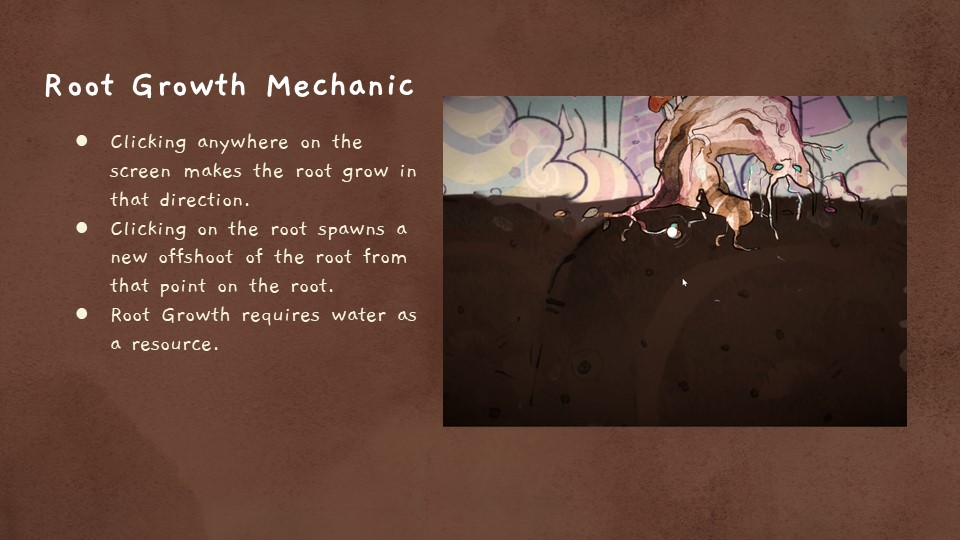 Root Growth Mechanic
● Clicking anywhere on the
screen makes the root grow in
that direction.
● Clicking on the root spawns a
new offshoot of the root from
that point on the root.
● Root Growth requires water as
a resource.